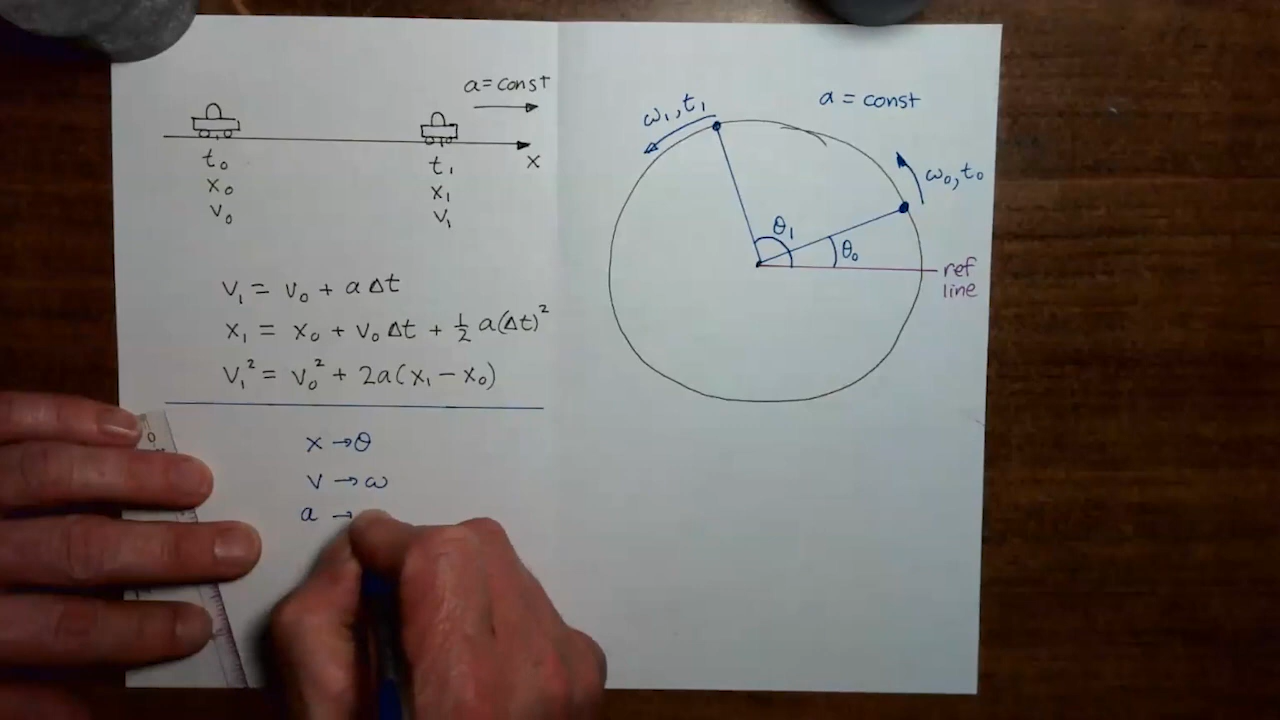 a = const
t₀
x₀
v₀
t₁
x₁
v₁
x
v₁ = v₀ + a Δt
x₁ = x₀ + v₀ Δt + ½ a(Δt)²
v₁² = v₀² + 2a(x₁ − x₀)
x → θ
v → ω
a →
0
α = const
ω₁, t₁
ω₀, t₀
θ₁
θ₀
ref
line